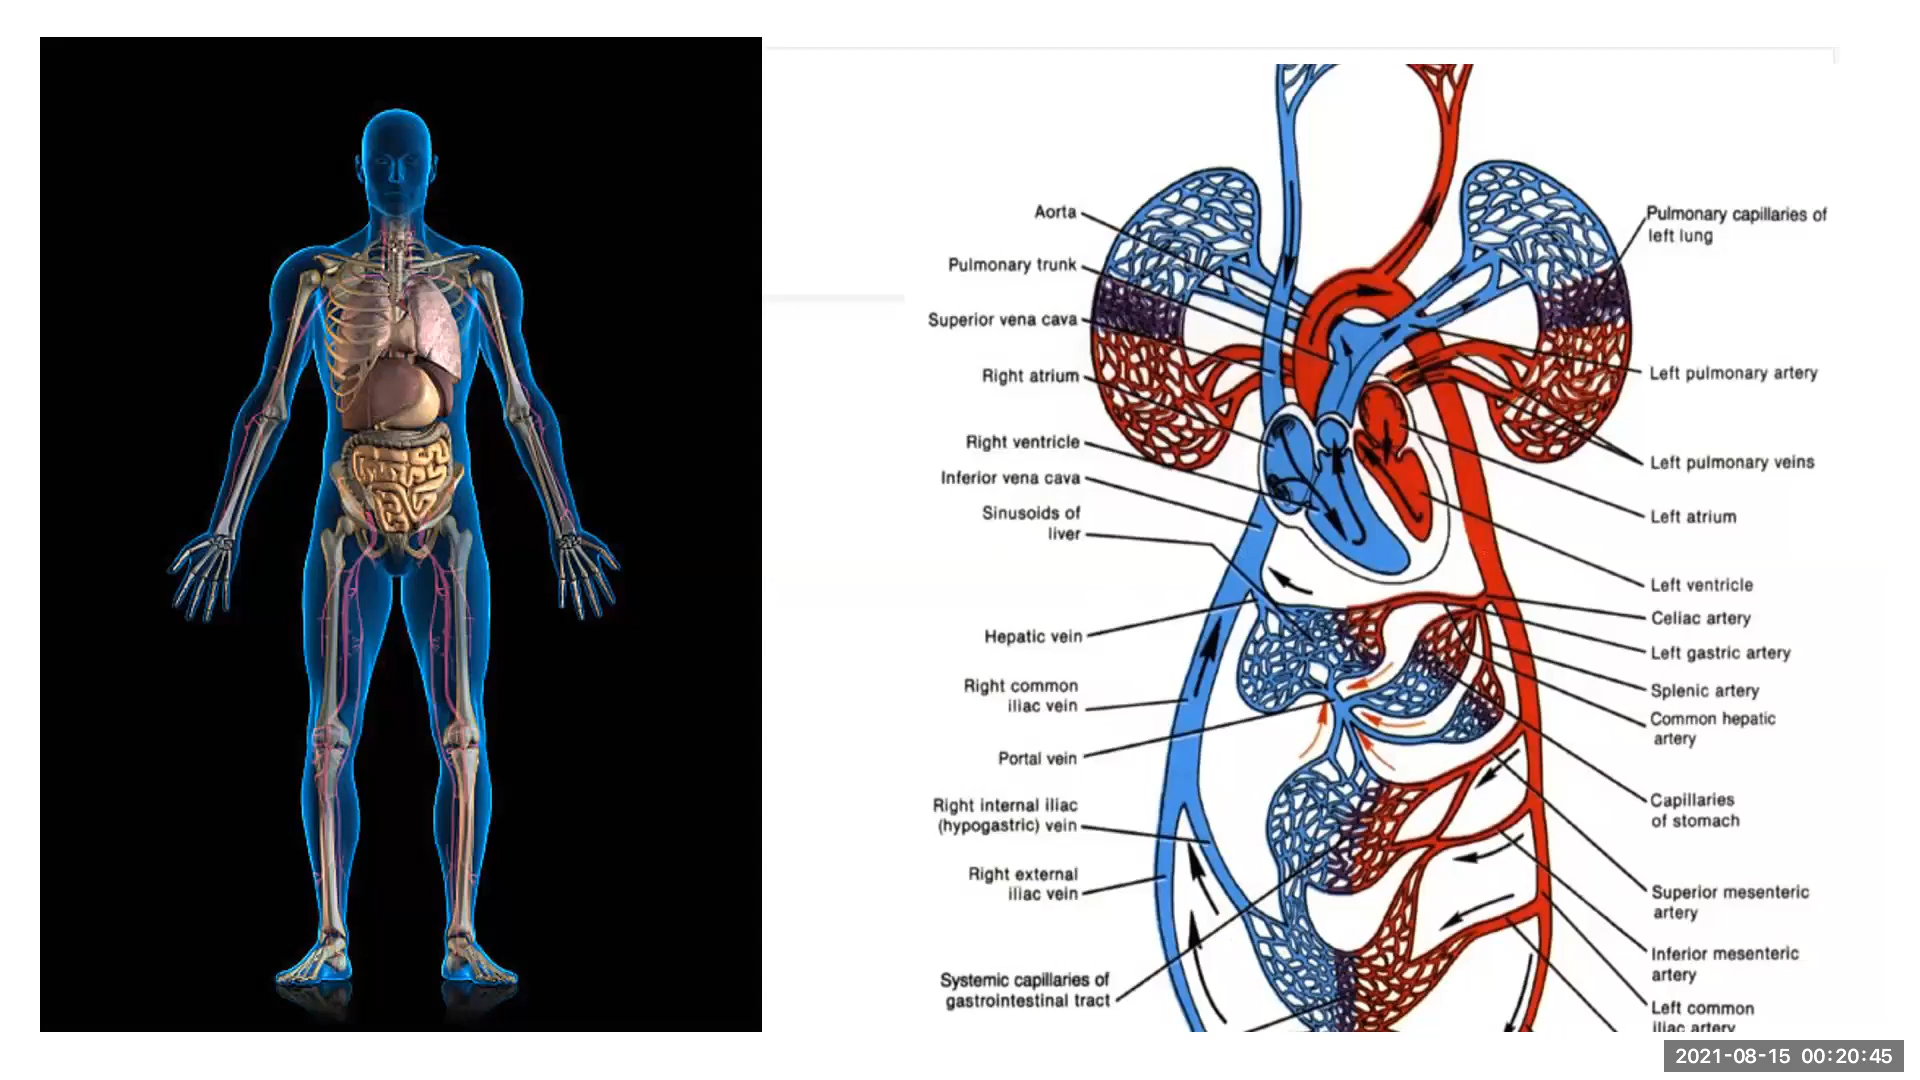 Aorta
Pulmonary trunk
Superior vena cava
Right atrium
Right ventricle
Inferior vena cava
Sinusoids of
liver
Hepatic vein
Right common
iliac vein
Portal vein
Right internal iliac
(hypogastric) vein
Right external
iliac vein
Systemic capillaries of
gastrointestinal tract
Pulmonary capillaries of
left lung
Left pulmonary artery
Left pulmonary veins
Left atrium
Left ventricle
Celiac artery
Left gastric artery
Splenic artery
Common hepatic
artery
Capillaries
of stomach
Superior mesenteric
artery
Inferior mesenteric
artery
Left common
iliac artery
2021-08-15 00:20:45